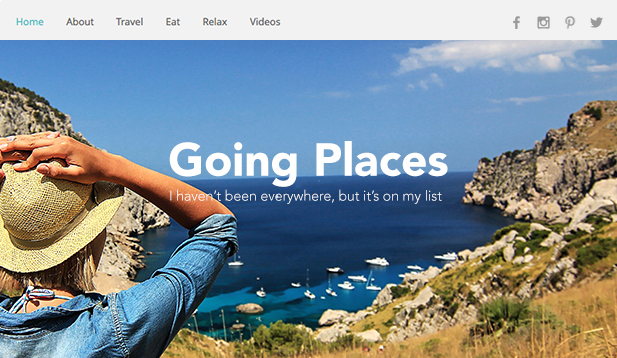 Home About Travel Eat Relax Videos
Going Places
I haven't been everywhere, but it's on my list